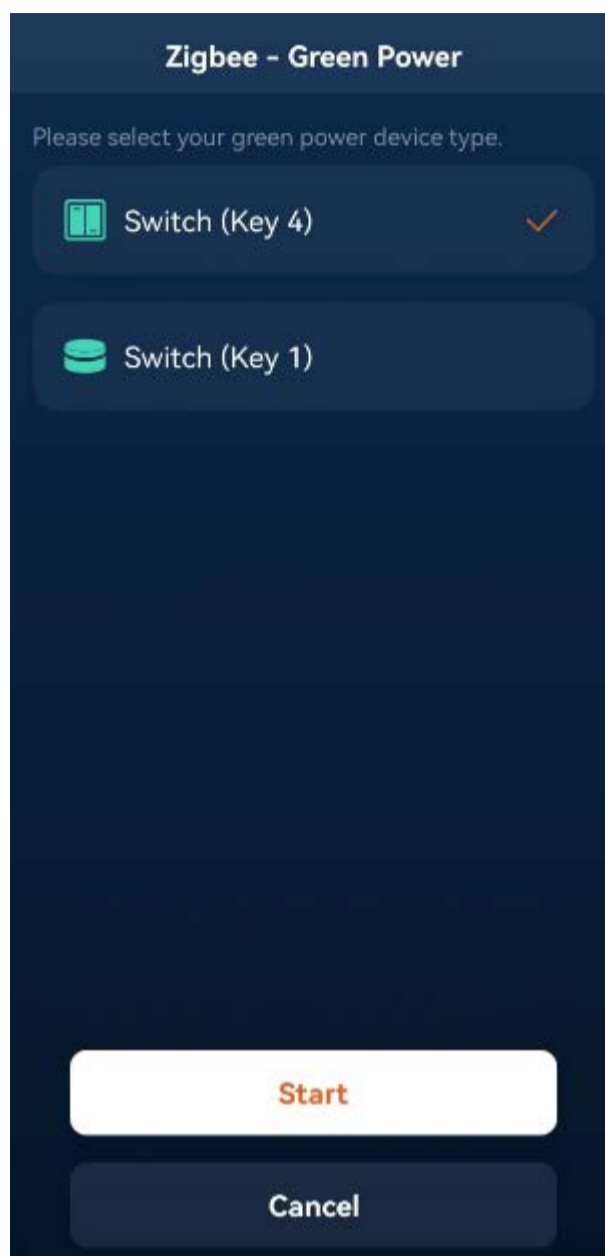 Zigbee - Green Power
Please select your green power device type.
Switch (Key 4)
Switch (Key 1)
Start
Cancel